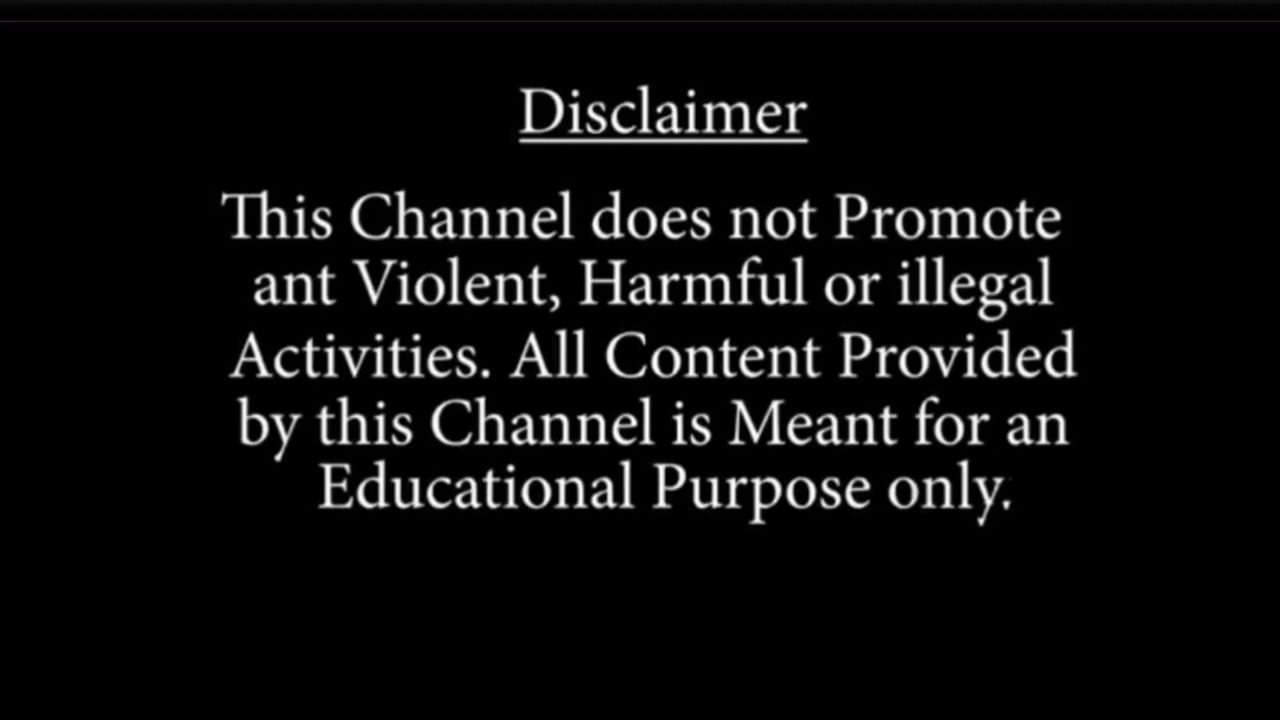 Disclaimer
This Channel does not Promote
ant Violent, Harmful or illegal
Activities. All Content Provided
by this Channel is Meant for an
Educational Purpose only.